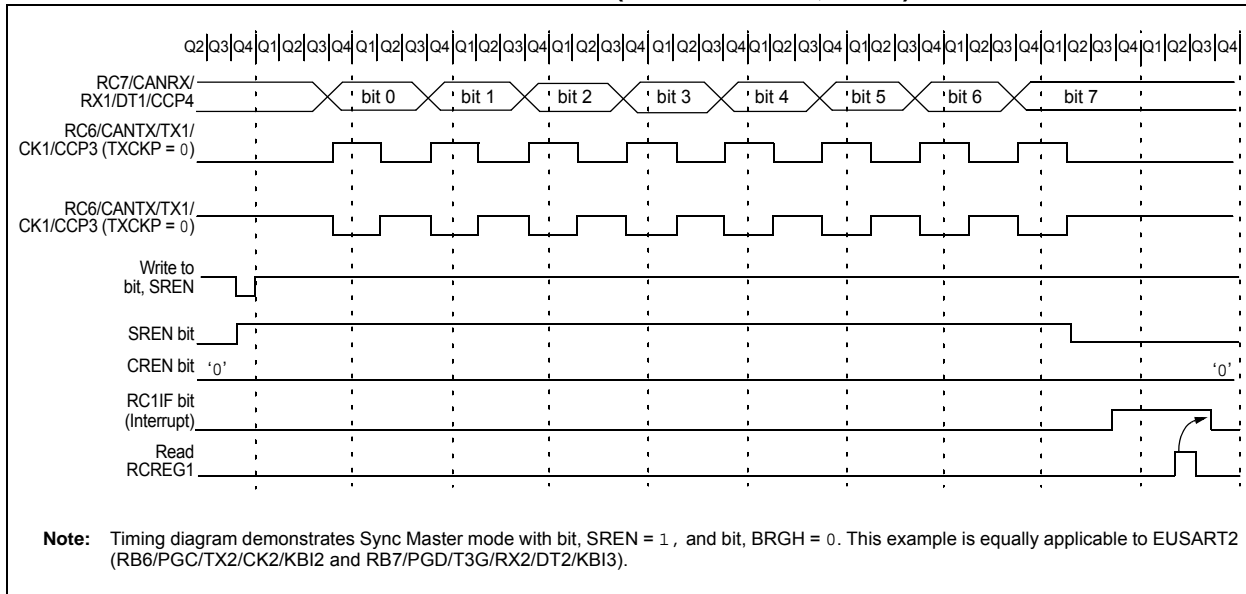 Q2 Q3 Q4 Q1 Q2 Q3 Q4 Q1 Q2 Q3 Q4 Q1 Q2 Q3 Q4 Q1 Q2 Q3 Q4 Q1 Q2 Q3 Q4 Q1 Q2 Q3 Q4 Q1 Q2 Q3 Q4 Q1 Q2 Q3 Q4 Q1 Q2 Q3 Q4 Q1 Q2 Q3 Q4
RC7/CANRX/
RX1/DT1/CCP4
bit 0 bit 1 bit 2 bit 3 bit 4 bit 5 bit 6 bit 7
RC6/CANTX/TX1/
CK1/CCP3 (TXCKP = 0)
RC6/CANTX/TX1/
CK1/CCP3 (TXCKP = 0)
Write to
bit, SREN
SREN bit
CREN bit '0' '0'
RC1IF bit
(Interrupt)
Read
RCREG1
Note: Timing diagram demonstrates Sync Master mode with bit, SREN = 1, and bit, BRGH = 0. This example is equally applicable to EUSART2
(RB6/PGC/TX2/CK2/KBI2 and RB7/PGD/T3G/RX2/DT2/KBI3).